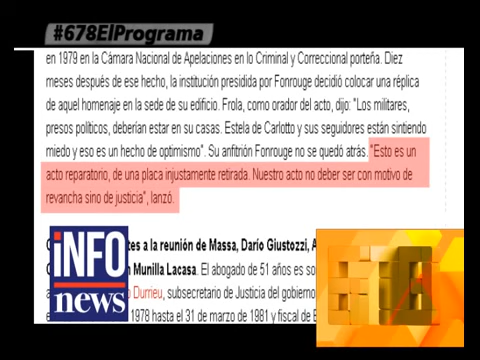 #678ElPrograma
en 1979 en la Cámara Nacional de Apelaciones en lo Criminal y Correccional porteña. Diez
meses después de ese hecho, la institución presidida por Fonrouge decidió colocar una réplica
de aquel homenaje en la sede de su edificio. Frola, como orador del acto, dijo: "Los militares,
presos políticos, deberían estar en su casas. Estela de Carlotto y sus seguidores están sintiendo
miedo y eso es un hecho de optimismo". Su anfitrión Fonrouge no se quedó atrás. "Esto es un
acto reparatorio, de una placa injustamente retirada. Nuestro acto no deber ser con motivo de
revancha sino de justicia", lanzó.
tes a la reunión de Massa, Darío Giustozzi, A
n Munilla Lacasa. El abogado de 51 años es so
o Durrieu, subsecretario de Justicia del gobierno
1978 hasta el 31 de marzo de 1981 y fiscal de
iNFO
news